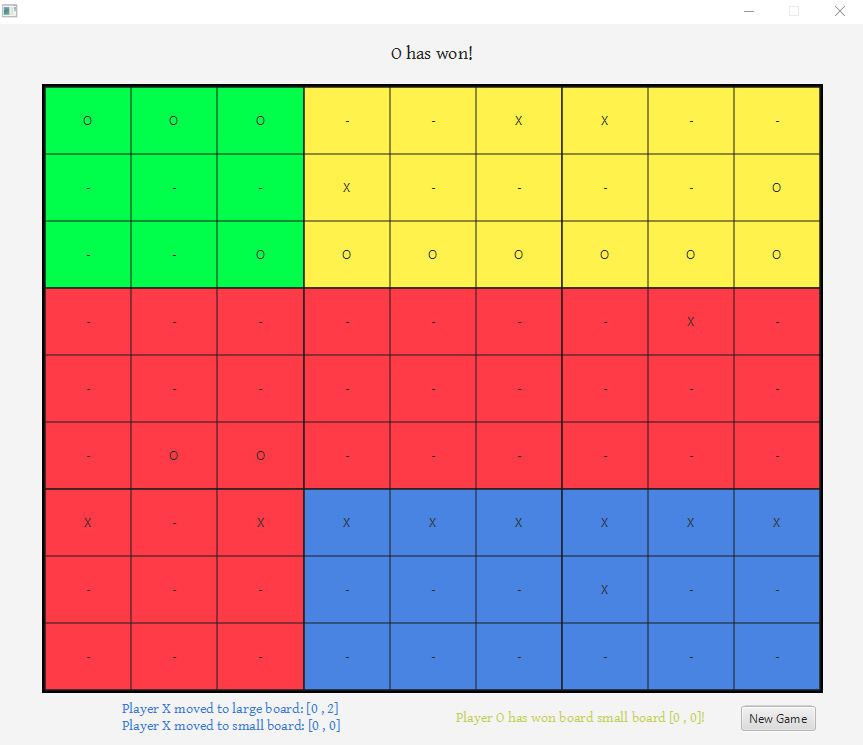 O has won!
O O O - - X X - -
- - - X - - - - O
- - O O O O O O O
- - - - - - - X -
- - - - - - - - -
- O O - - - - - -
X - X X X X X X X
- - - - - - X - -
- - - - - - - - -
Player X moved to large board: [0 , 2]
Player X moved to small board: [0 , 0]
Player O has won board small board [0 , 0]!
New Game